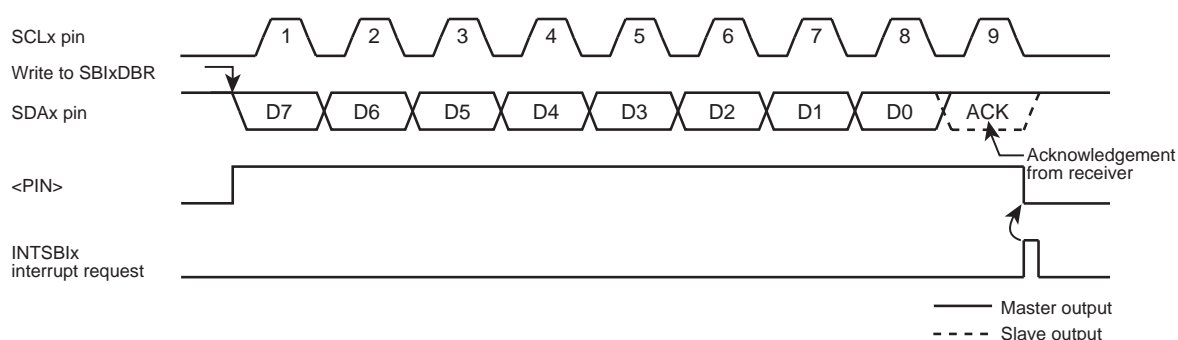 SCLx pin
1 2 3 4 5 6 7 8 9
Write to SBIxDBR
SDAx pin
D7 D6 D5 D4 D3 D2 D1 D0 ACK
Acknowledgement
from receiver
<PIN>
INTSBIx
interrupt request
Master output
Slave output